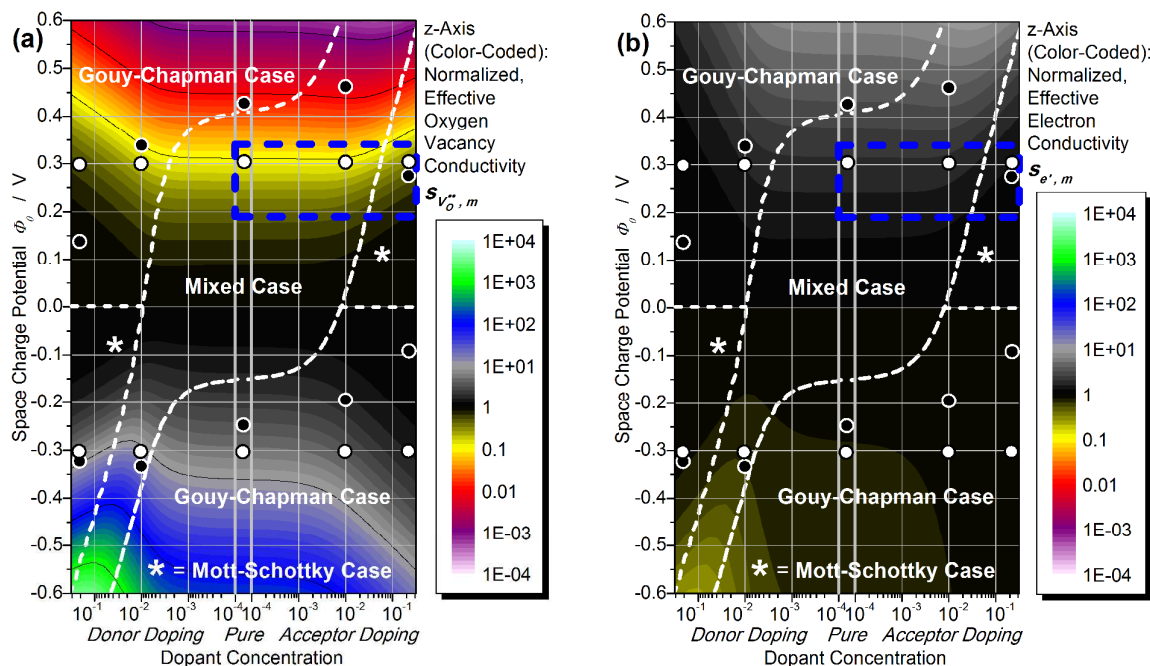 (a)
0.6
0.5
0.4
0.3
0.2
0.1
0.0
-0.1
-0.2
-0.3
-0.4
-0.5
-0.6
Space Charge Potential Φ₀ / V
Gouy-Chapman Case
Mixed Case
*
*
Gouy-Chapman Case
* = Mott-Schottky Case
10⁻¹ 10⁻² 10⁻³ 10⁻⁴ 10⁻⁴ 10⁻³ 10⁻² 10⁻¹
Donor Doping Pure Acceptor Doping
Dopant Concentration
z-Axis
(Color-Coded):
Normalized,
Effective
Oxygen
Vacancy
Conductivity
s_V_O^••, m
1E+04
1E+03
1E+02
1E+01
1
0.1
0.01
1E-03
1E-04
(b)
0.6
0.5
0.4
0.3
0.2
0.1
0.0
-0.1
-0.2
-0.3
-0.4
-0.5
-0.6
Space Charge Potential Φ₀ / V
Gouy-Chapman Case
Mixed Case
*
*
Gouy-Chapman Case
* = Mott-Schottky Case
10⁻¹ 10⁻² 10⁻³ 10⁻⁴ 10⁻⁴ 10⁻³ 10⁻² 10⁻¹
Donor Doping Pure Acceptor Doping
Dopant Concentration
z-Axis
(Color-Coded):
Normalized,
Effective
Electron
Conductivity
s_e', m
1E+04
1E+03
1E+02
1E+01
1
0.1
0.01
1E-03
1E-04